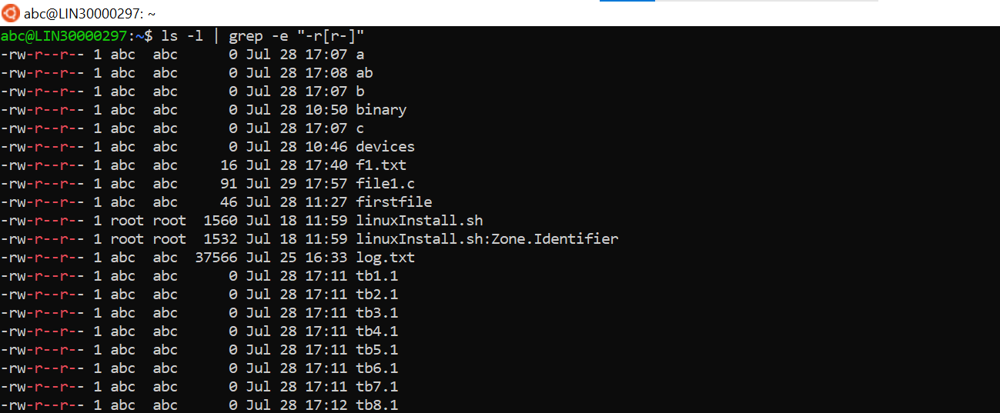 abc@LIN30000297: ~
abc@LIN30000297:~$ ls -l | grep -e "-r[r-]"
-rw-r--r-- 1 abc  abc      0 Jul 28 17:07 a
-rw-r--r-- 1 abc  abc      0 Jul 28 17:08 ab
-rw-r--r-- 1 abc  abc      0 Jul 28 17:07 b
-rw-r--r-- 1 abc  abc      0 Jul 28 10:50 binary
-rw-r--r-- 1 abc  abc      0 Jul 28 17:07 c
-rw-r--r-- 1 abc  abc      0 Jul 28 10:46 devices
-rw-r--r-- 1 abc  abc     16 Jul 28 17:40 f1.txt
-rw-r--r-- 1 abc  abc     91 Jul 29 17:57 file1.c
-rw-r--r-- 1 abc  abc     46 Jul 28 11:27 firstfile
-rw-r--r-- 1 root root  1560 Jul 18 11:59 linuxInstall.sh
-rw-r--r-- 1 root root  1532 Jul 18 11:59 linuxInstall.sh:Zone.Identifier
-rw-r--r-- 1 abc  abc  37566 Jul 25 16:33 log.txt
-rw-r--r-- 1 abc  abc      0 Jul 28 17:11 tb1.1
-rw-r--r-- 1 abc  abc      0 Jul 28 17:11 tb2.1
-rw-r--r-- 1 abc  abc      0 Jul 28 17:11 tb3.1
-rw-r--r-- 1 abc  abc      0 Jul 28 17:11 tb4.1
-rw-r--r-- 1 abc  abc      0 Jul 28 17:11 tb5.1
-rw-r--r-- 1 abc  abc      0 Jul 28 17:11 tb6.1
-rw-r--r-- 1 abc  abc      0 Jul 28 17:11 tb7.1
-rw-r--r-- 1 abc  abc      0 Jul 28 17:12 tb8.1